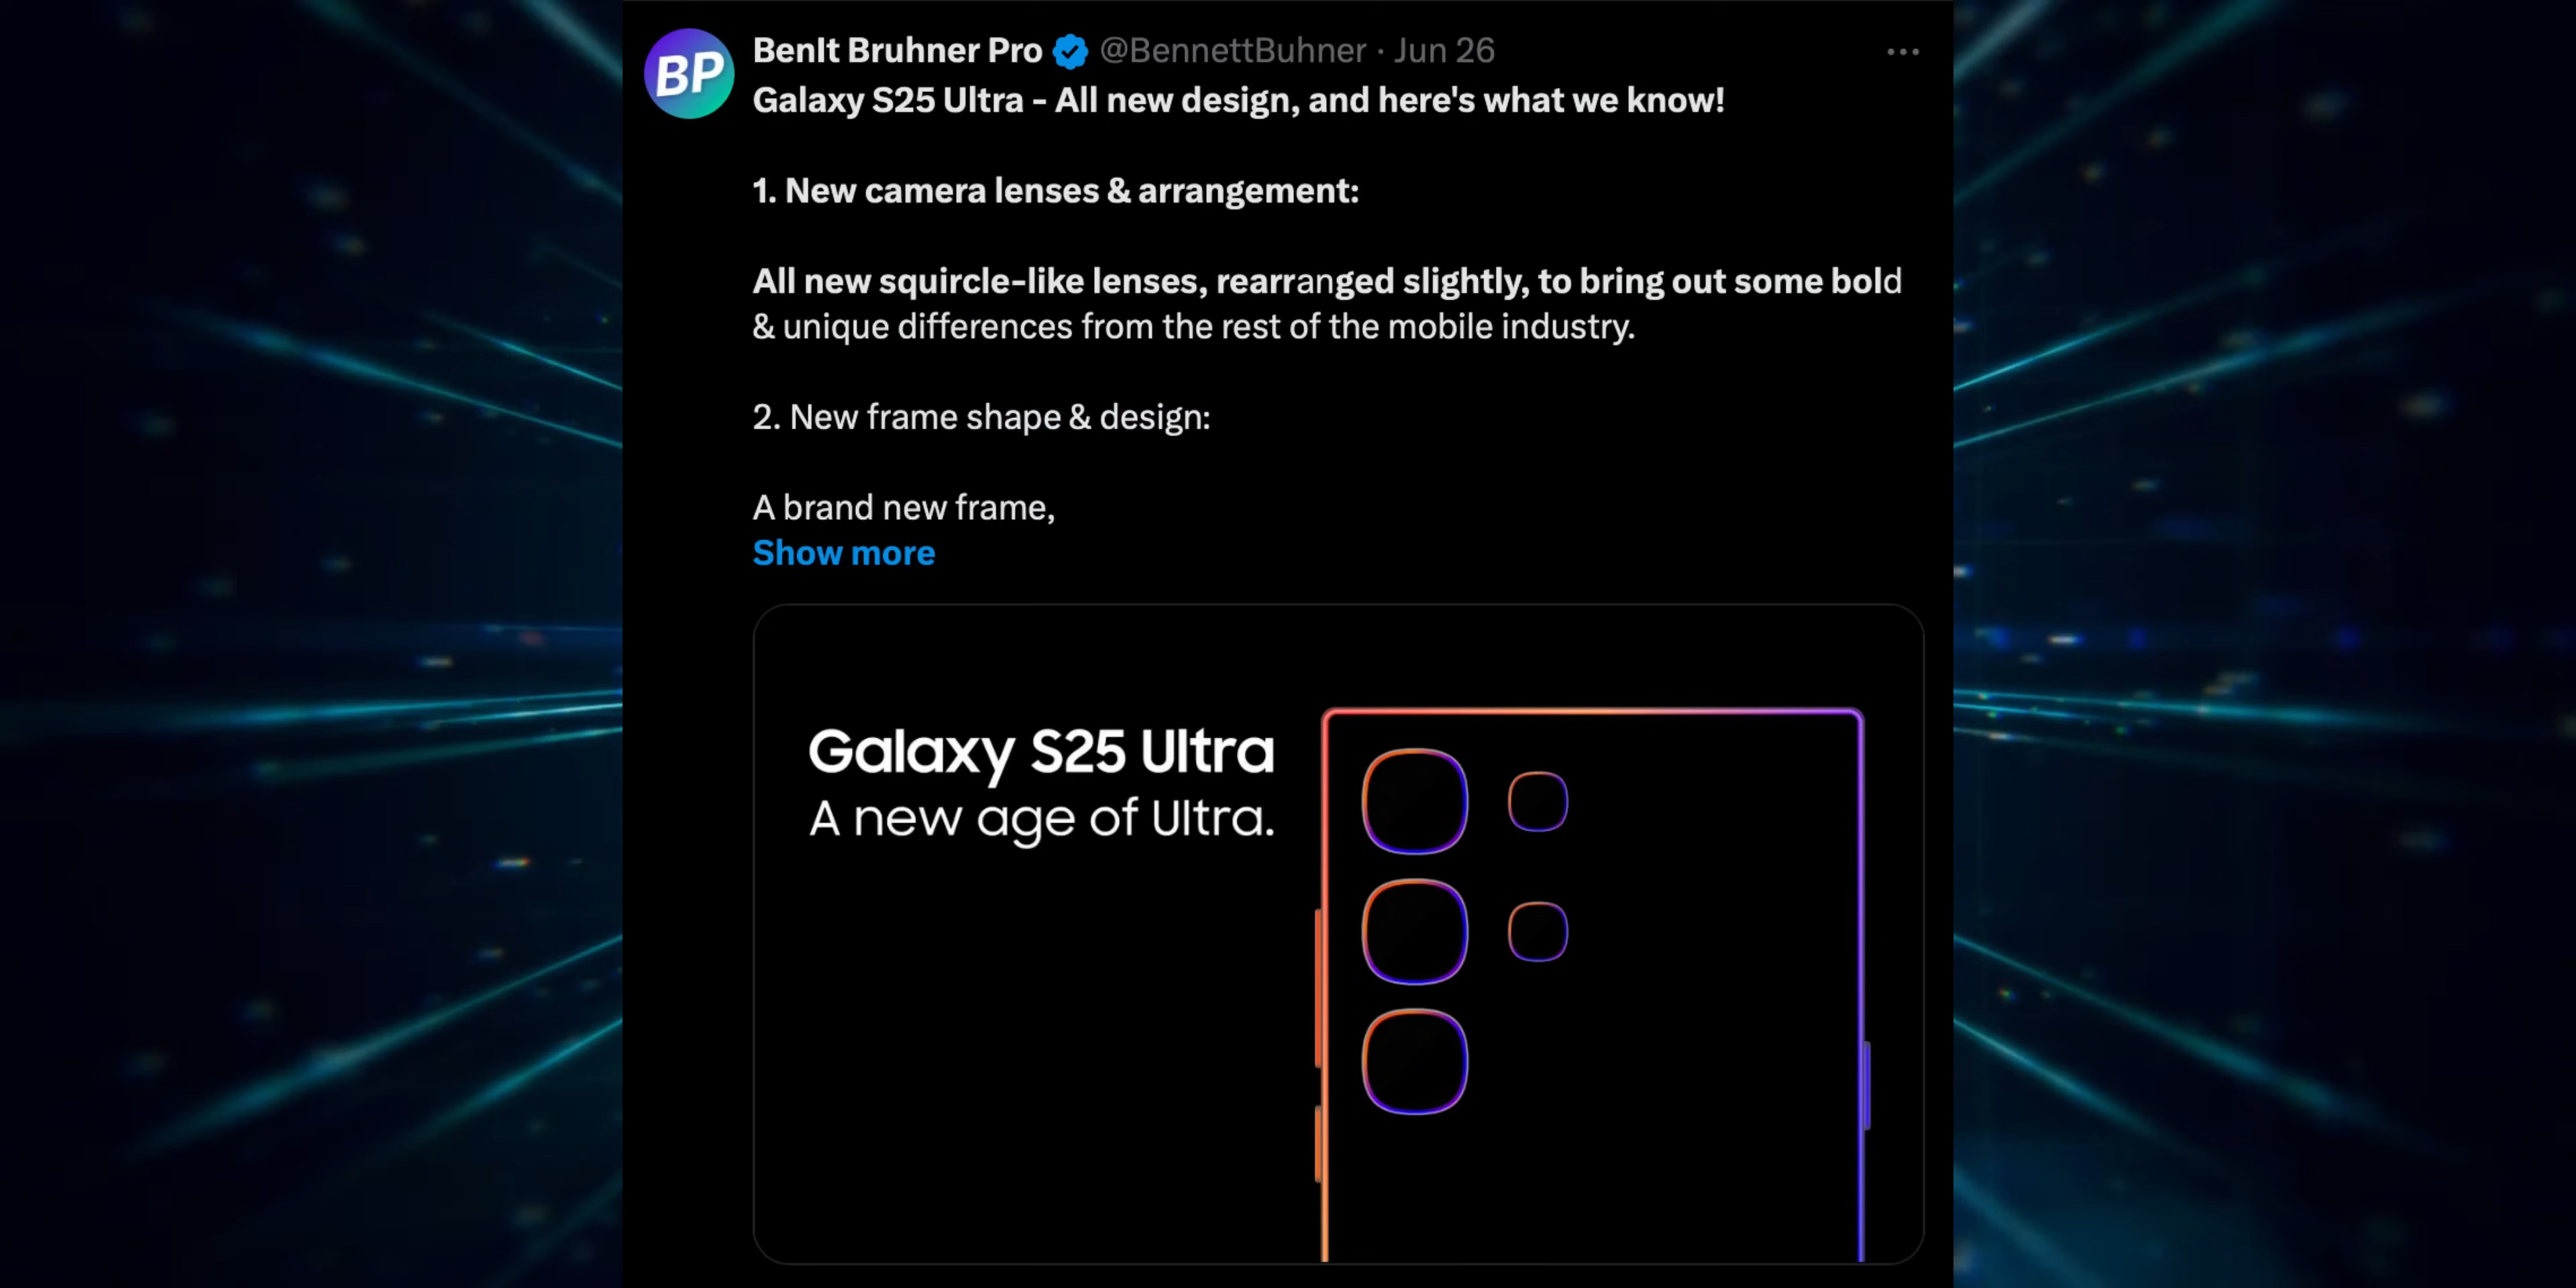 BP
BenIt Bruhner Pro @BennettBuhner · Jun 26
Galaxy S25 Ultra - All new design, and here's what we know!
1. New camera lenses & arrangement:
All new squircle-like lenses, rearranged slightly, to bring out some bold
& unique differences from the rest of the mobile industry.
2. New frame shape & design:
A brand new frame,
Show more
Galaxy S25 Ultra
A new age of Ultra.